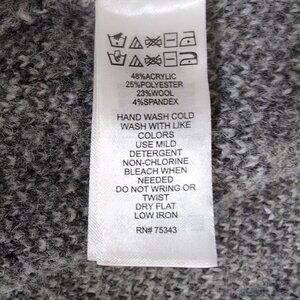 48%ACRYLIC
25%POLYESTER
23%WOOL
4%SPANDEX
HAND WASH COLD
WASH WITH LIKE
COLORS
USE MILD
DETERGENT
NON-CHLORINE
BLEACH WHEN
NEEDED
DO NOT WRING OR
TWIST
DRY FLAT
LOW IRON
RN# 75343